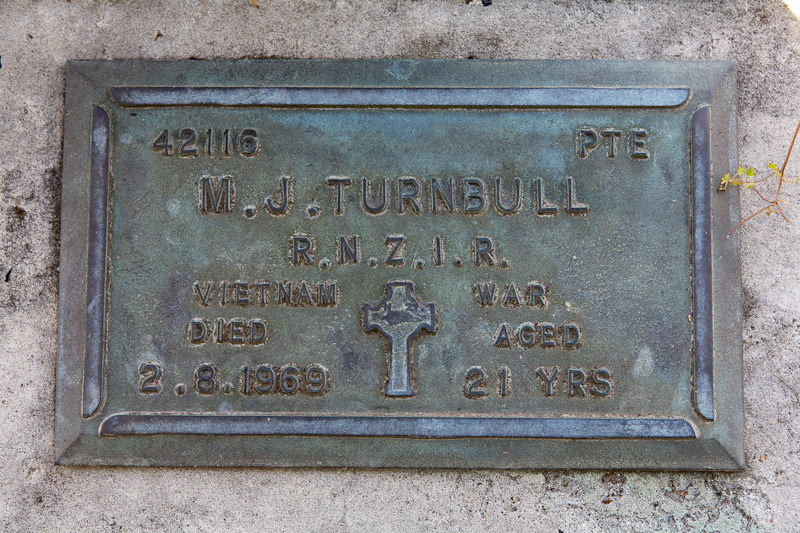 42116 PTE
M.J. TURNBULL
R.N.Z.I.R.
VIETNAM WAR
DIED AGED
2.8.1969 21 YRS